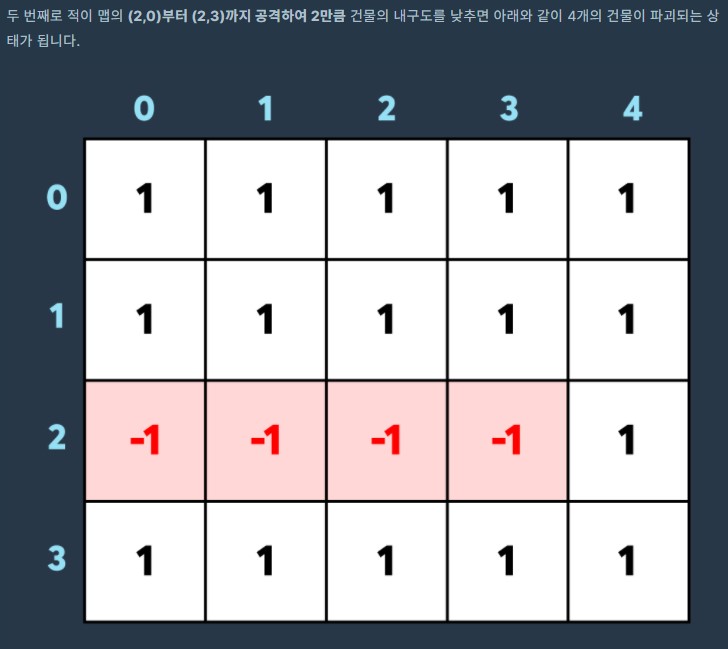 두 번째로 적이 맵의 (2,0)부터 (2,3)까지 공격하여 2만큼 건물의 내구도를 낮추면 아래와 같이 4개의 건물이 파괴되는 상
태가 됩니다.
0 1 2 3 4
0 1 1 1 1 1
1 1 1 1 1 1
2 -1 -1 -1 -1 1
3 1 1 1 1 1